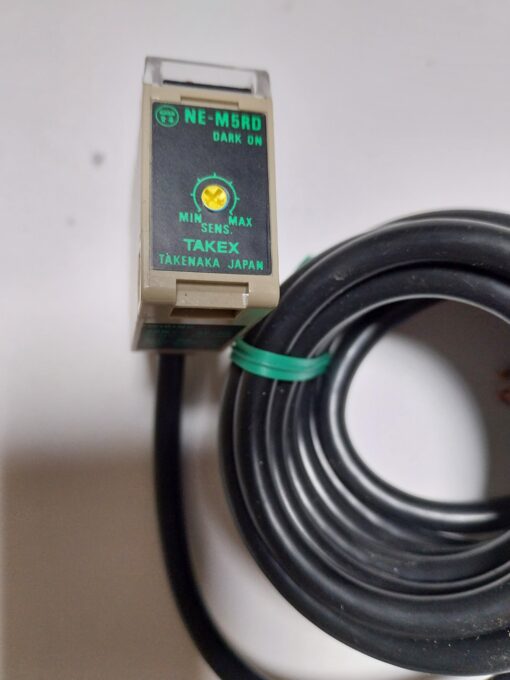 NE-M5RD
DARK ON
MIN MAX
SENS.
TAKEX
TAKENAKA JAPAN